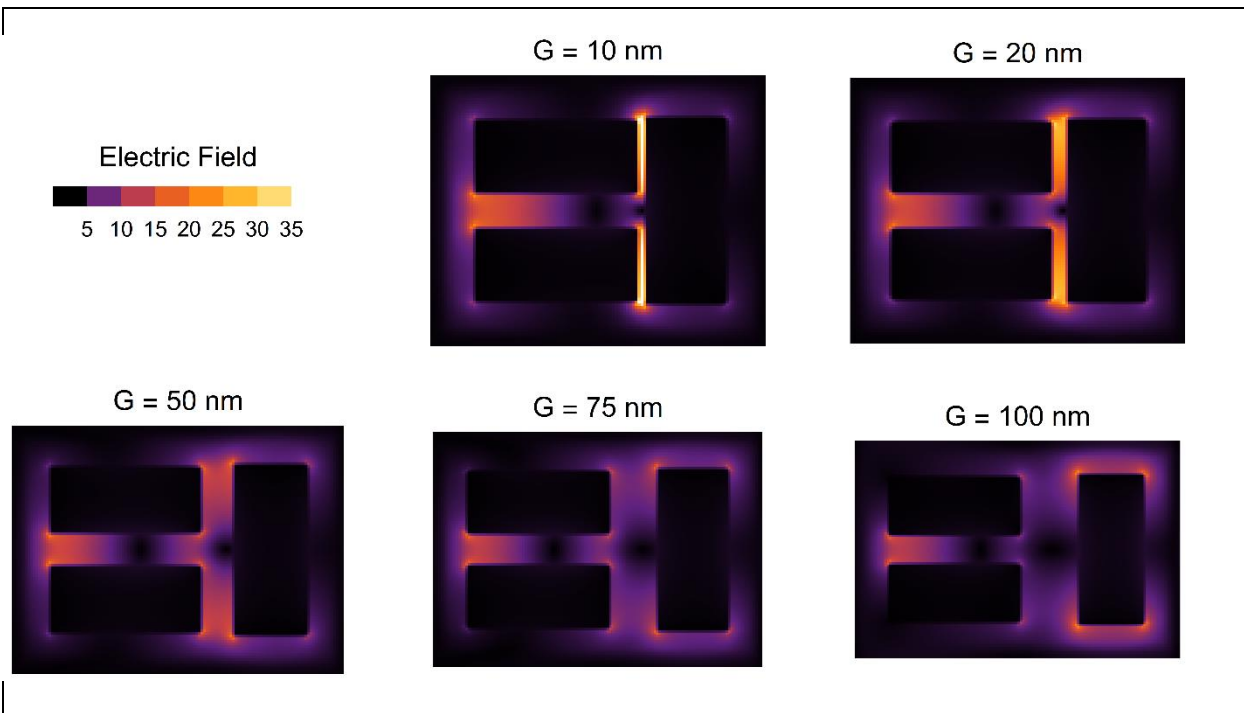 G = 10 nm
G = 20 nm
Electric Field
5 10 15 20 25 30 35
G = 50 nm
G = 75 nm
G = 100 nm